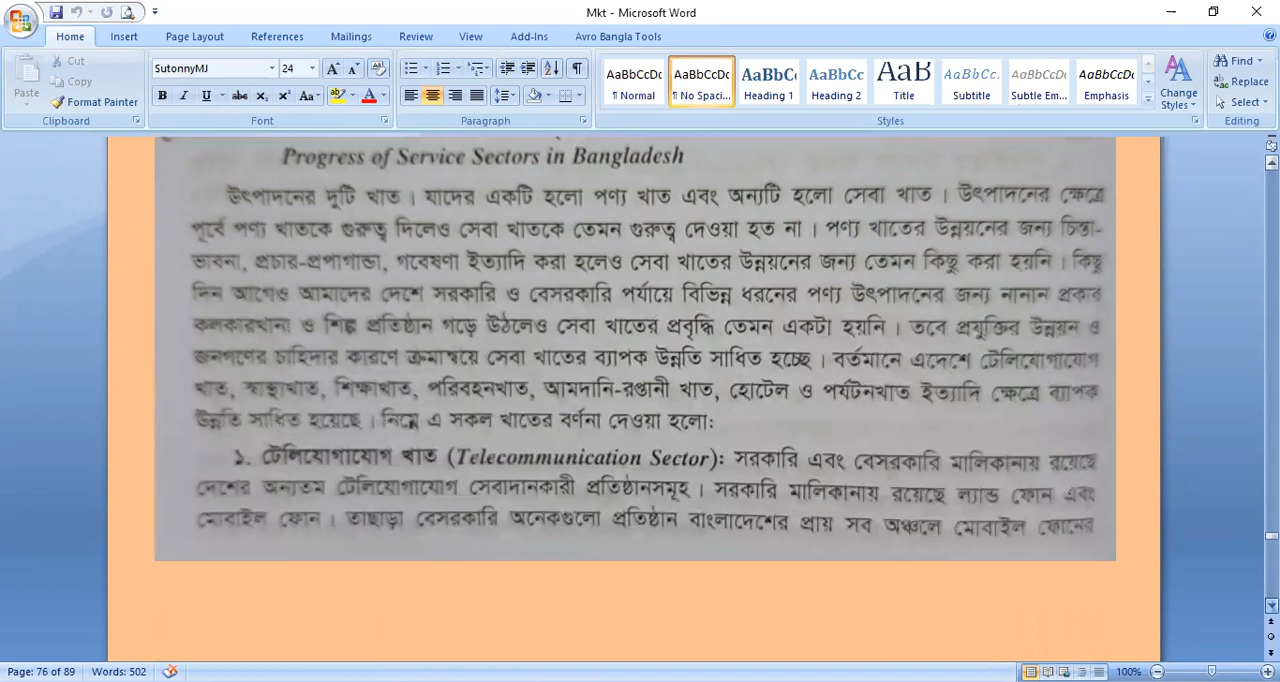 Mkt - Microsoft Word
Home Insert Page Layout References Mailings Review View Add-Ins Avro Bangla Tools
Paste Cut Copy Format Painter
Clipboard
SutonnyMJ 24
Font
Paragraph
AaBbCcDc AaBbCcDc AaBbC AaBbCc AaB AaBbCc. AaBbCcDc AaBbCcDc
¶ Normal ¶ No Spaci... Heading 1 Heading 2 Title Subtitle Subtle Em... Emphasis
Change Styles
Styles
Find
Replace
Select
Editing
Progress of Service Sectors in Bangladesh
উৎপাদনের দুটি খাত। যাদের একটি হলো পণ্য খাত এবং অন্যটি হলো সেবা খাত। উৎপাদনের ক্ষেত্রে
পূর্বে পণ্য খাতকে গুরুত্ব দিলেও সেবা খাতকে তেমন গুরুত্ব দেওয়া হত না। পণ্য খাতের উন্নয়নের জন্য চিন্তা-
ভাবনা, প্রচার-প্রপাগান্ডা, গবেষণা ইত্যাদি করা হলেও সেবা খাতের উন্নয়নের জন্য তেমন কিছু করা হয়নি। কিছু
দিন আগেও আমাদের দেশে সরকারি ও বেসরকারি পর্যায়ে বিভিন্ন ধরনের পণ্য উৎপাদনের জন্য নানান প্রকার
কলকারখানা ও শিল্প প্রতিষ্ঠান গড়ে উঠলেও সেবা খাতের প্রবৃদ্ধি তেমন একটা হয়নি। তবে প্রযুক্তির উন্নয়ন ও
জনগণের চাহিদার কারণে ক্রমান্বয়ে সেবা খাতের ব্যাপক উন্নতি সাধিত হচ্ছে। বর্তমানে এদেশে টেলিযোগাযোগ
খাত, স্বাস্থ্যখাত, শিক্ষাখাত, পরিবহনখাত, আমদানি-রপ্তানী খাত, হোটেল ও পর্যটনখাত ইত্যাদি ক্ষেত্রে ব্যাপক
উন্নতি সাধিত হয়েছে। নিম্নে এ সকল খাতের বর্ণনা দেওয়া হলো:
১. টেলিযোগাযোগ খাত (Telecommunication Sector): সরকারি এবং বেসরকারি মালিকানায় রয়েছে
দেশের অন্যতম টেলিযোগাযোগ সেবাদানকারী প্রতিষ্ঠানসমূহ। সরকারি মালিকানায় রয়েছে ল্যান্ড ফোন এবং
মোবাইল ফোন। তাছাড়া বেসরকারি অনেকগুলো প্রতিষ্ঠান বাংলাদেশের প্রায় সব অঞ্চলে মোবাইল ফোনের
Page: 76 of 89 Words: 502 100%